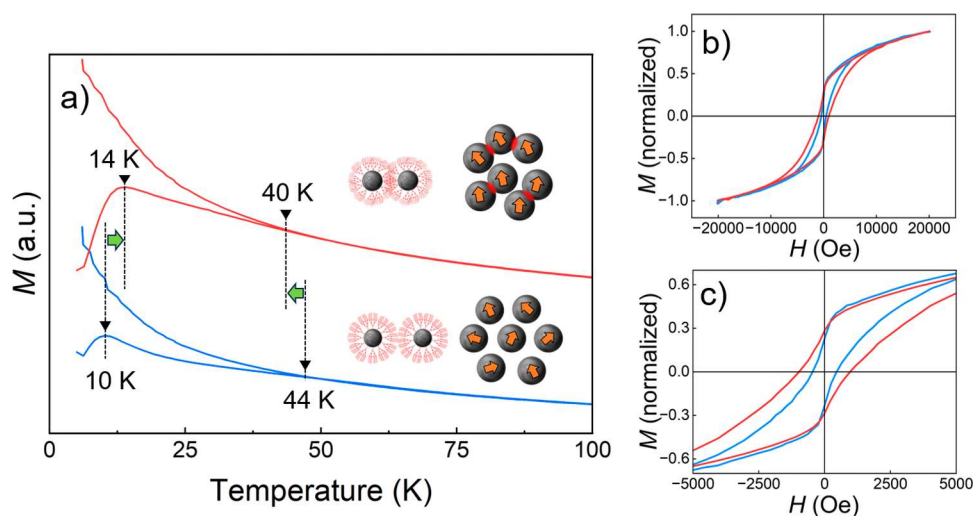 a)
14 K
40 K
10 K
44 K
M (a.u.)
0
25
50
75
100
Temperature (K)
b)
1.0
0.5
0.0
−0.5
−1.0
M (normalized)
−20000
−10000
0
10000
20000
H (Oe)
c)
0.6
0.3
0.0
−0.3
−0.6
M (normalized)
−5000
−2500
0
2500
5000
H (Oe)